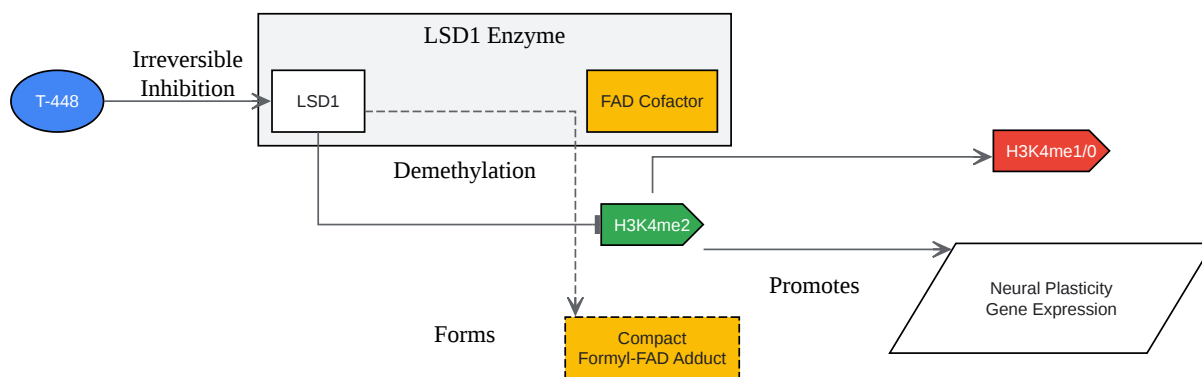 LSD1 Enzyme
Irreversible
Inhibition
T-448
LSD1
FAD Cofactor
Demethylation
H3K4me1/0
H3K4me2
Promotes
Neural Plasticity
Gene Expression
Forms
Compact
Formyl-FAD Adduct